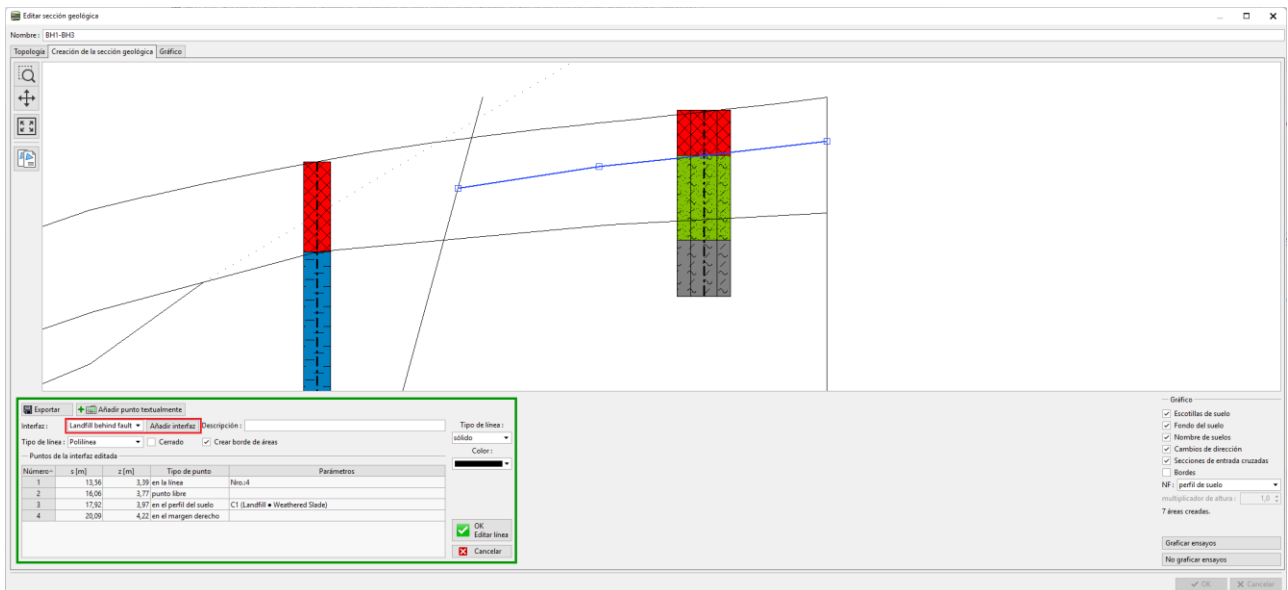 Editar sección geológica
Nombre: BH1-BH3
Topología Creación de la sección geológica Gráfico
Exportar Añadir punto textualmente
Interfaz: Landfill behind fault Añadir interfaz Descripción:
Tipo de línea: Polilínea Cerrado Crear borde de áreas
Puntos de la interfaz editada
Número s [m] z [m] Tipo de punto Parámetros
1 13,56 3,39 en la línea Nro.:4
2 16,06 3,77 punto libre
3 17,92 3,97 en el perfil del suelo C1 (Landfill ● Weathered Slade)
4 20,09 4,22 en el margen derecho
Tipo de línea:
sólido
Color:
OK
Editar línea
Cancelar
Gráfico
Escotillas de suelo
Fondo del suelo
Nombre de suelos
Cambios de dirección
Secciones de entrada cruzadas
Bordes
NF: perfil de suelo
multiplicador de altura: 1,0
7 áreas creadas.
Graficar ensayos
No graficar ensayos
OK Cancelar